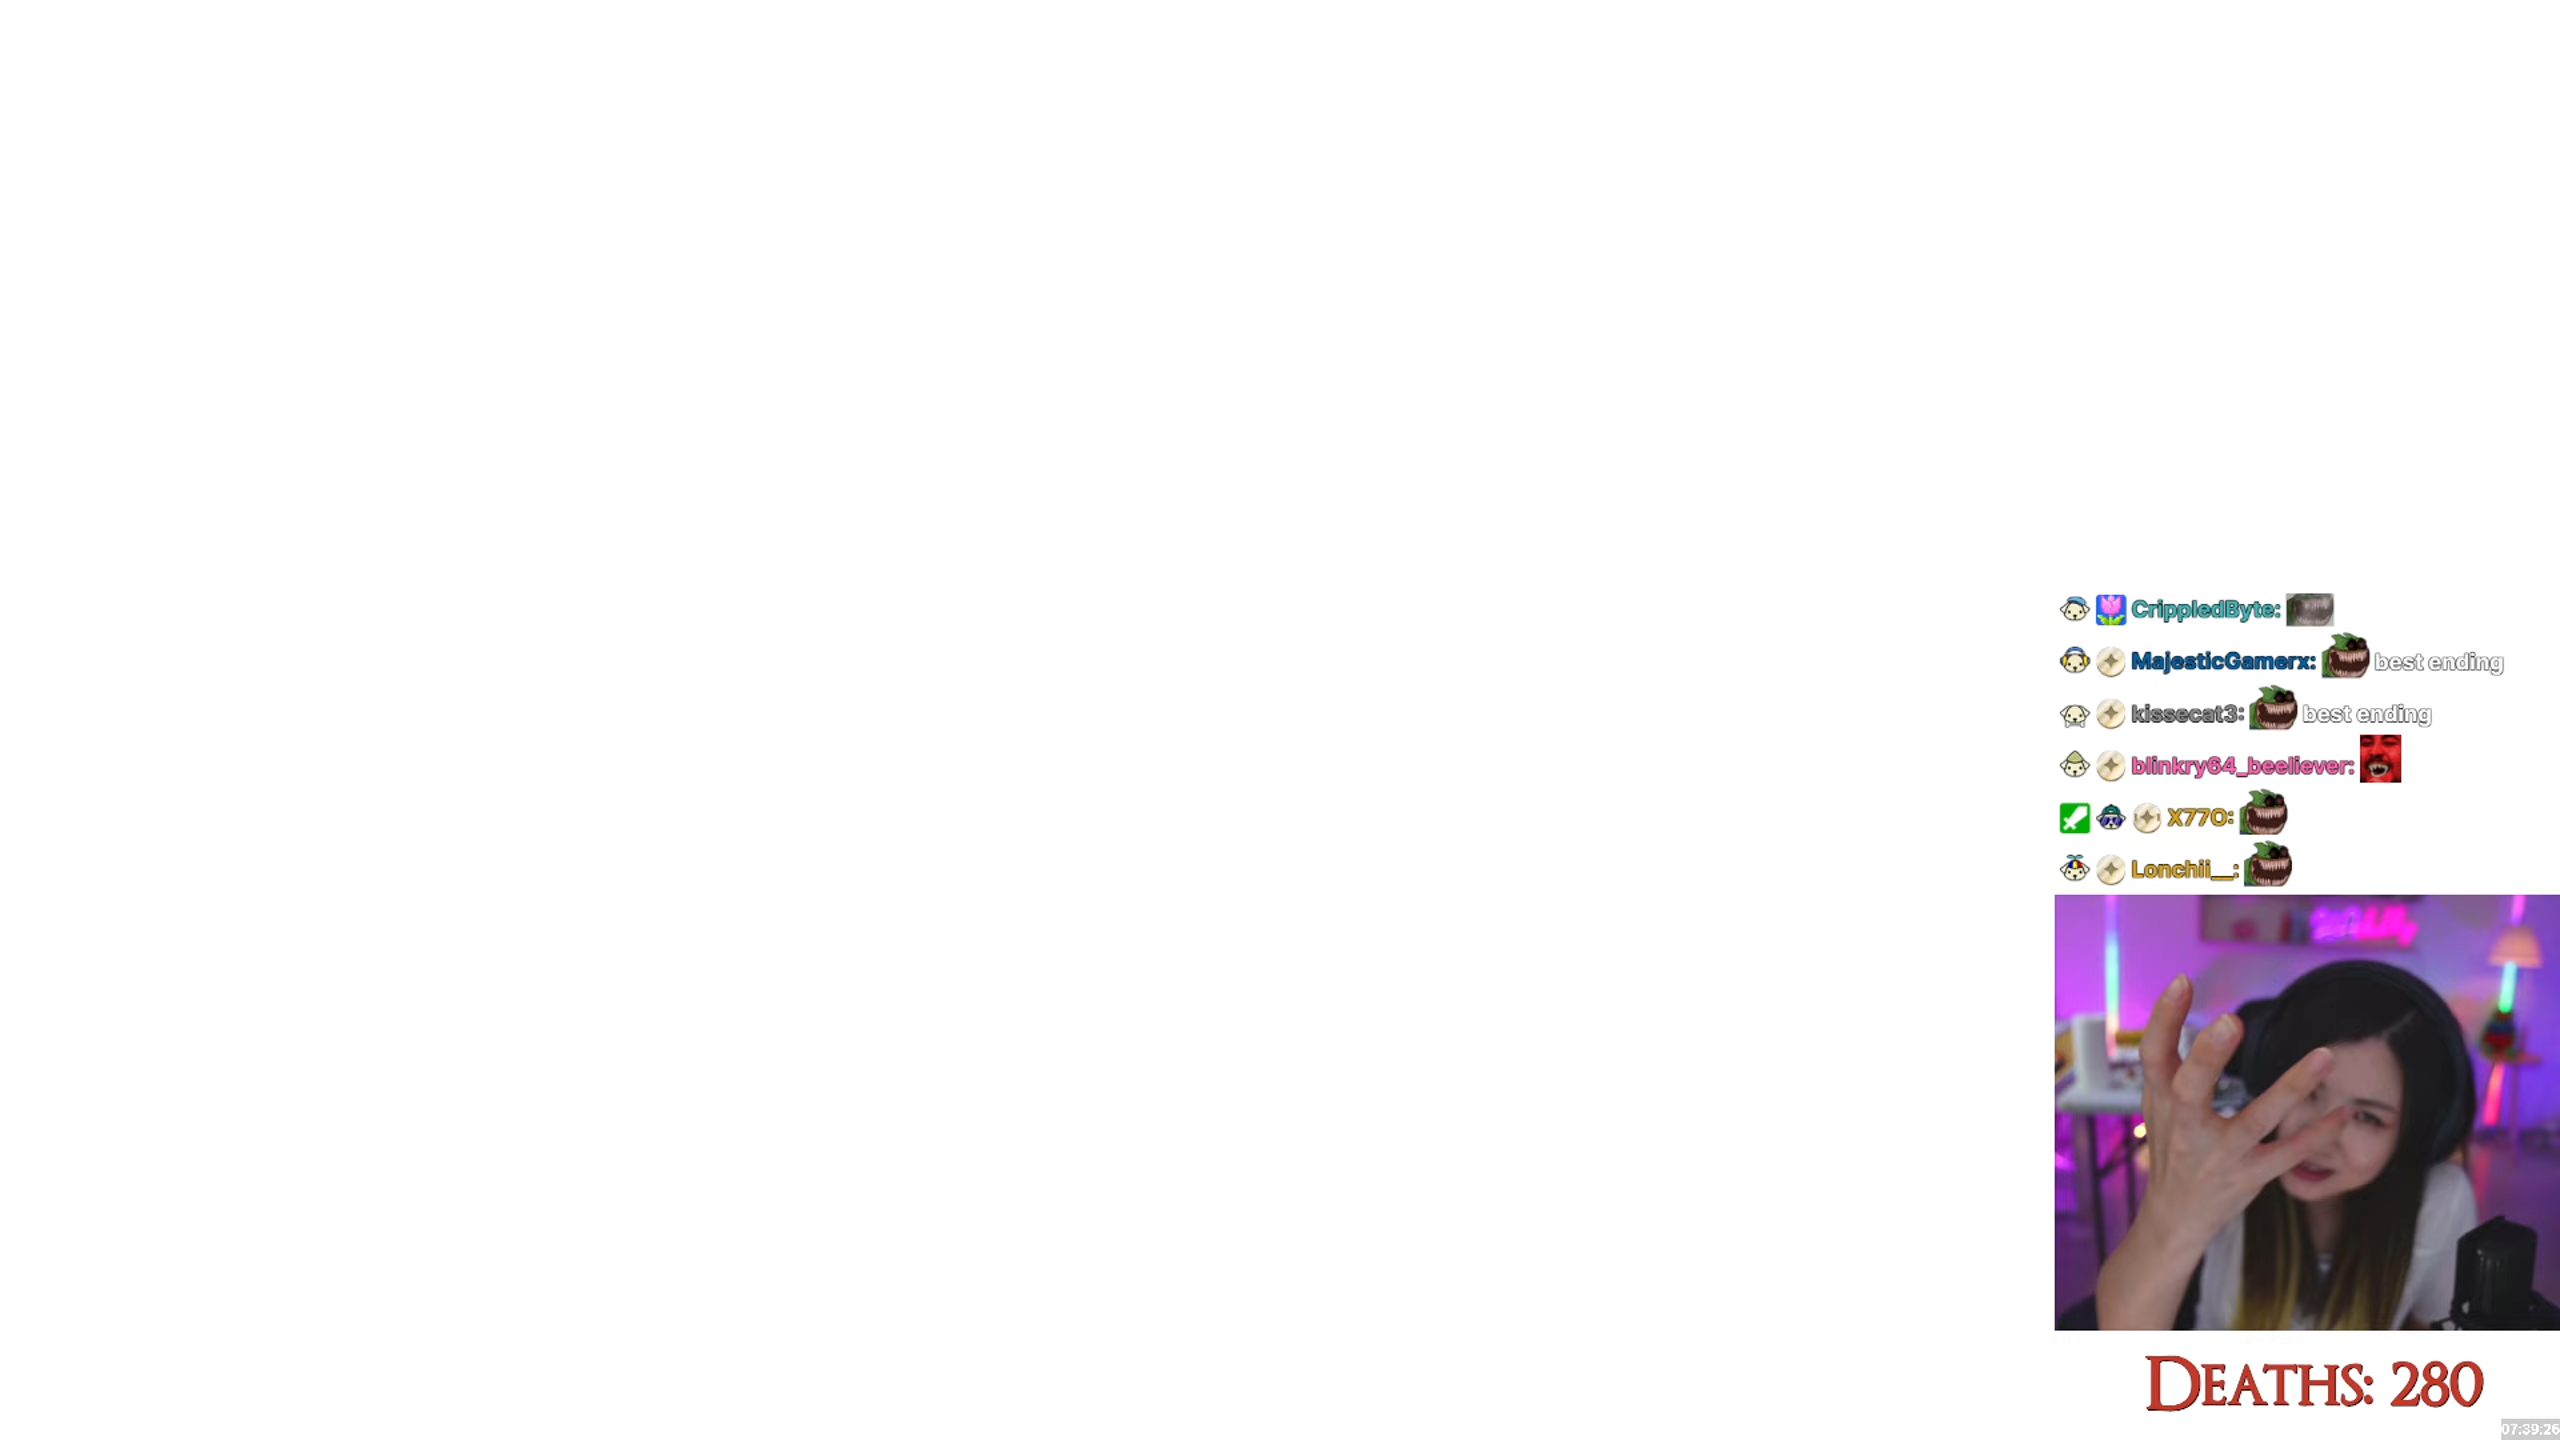 CrippledByte:
MajesticGamerx: best ending
kissecat3: best ending
blinkry64_beeliever:
X77O:
Lonchii__:
DEATHS: 280
07:39:26